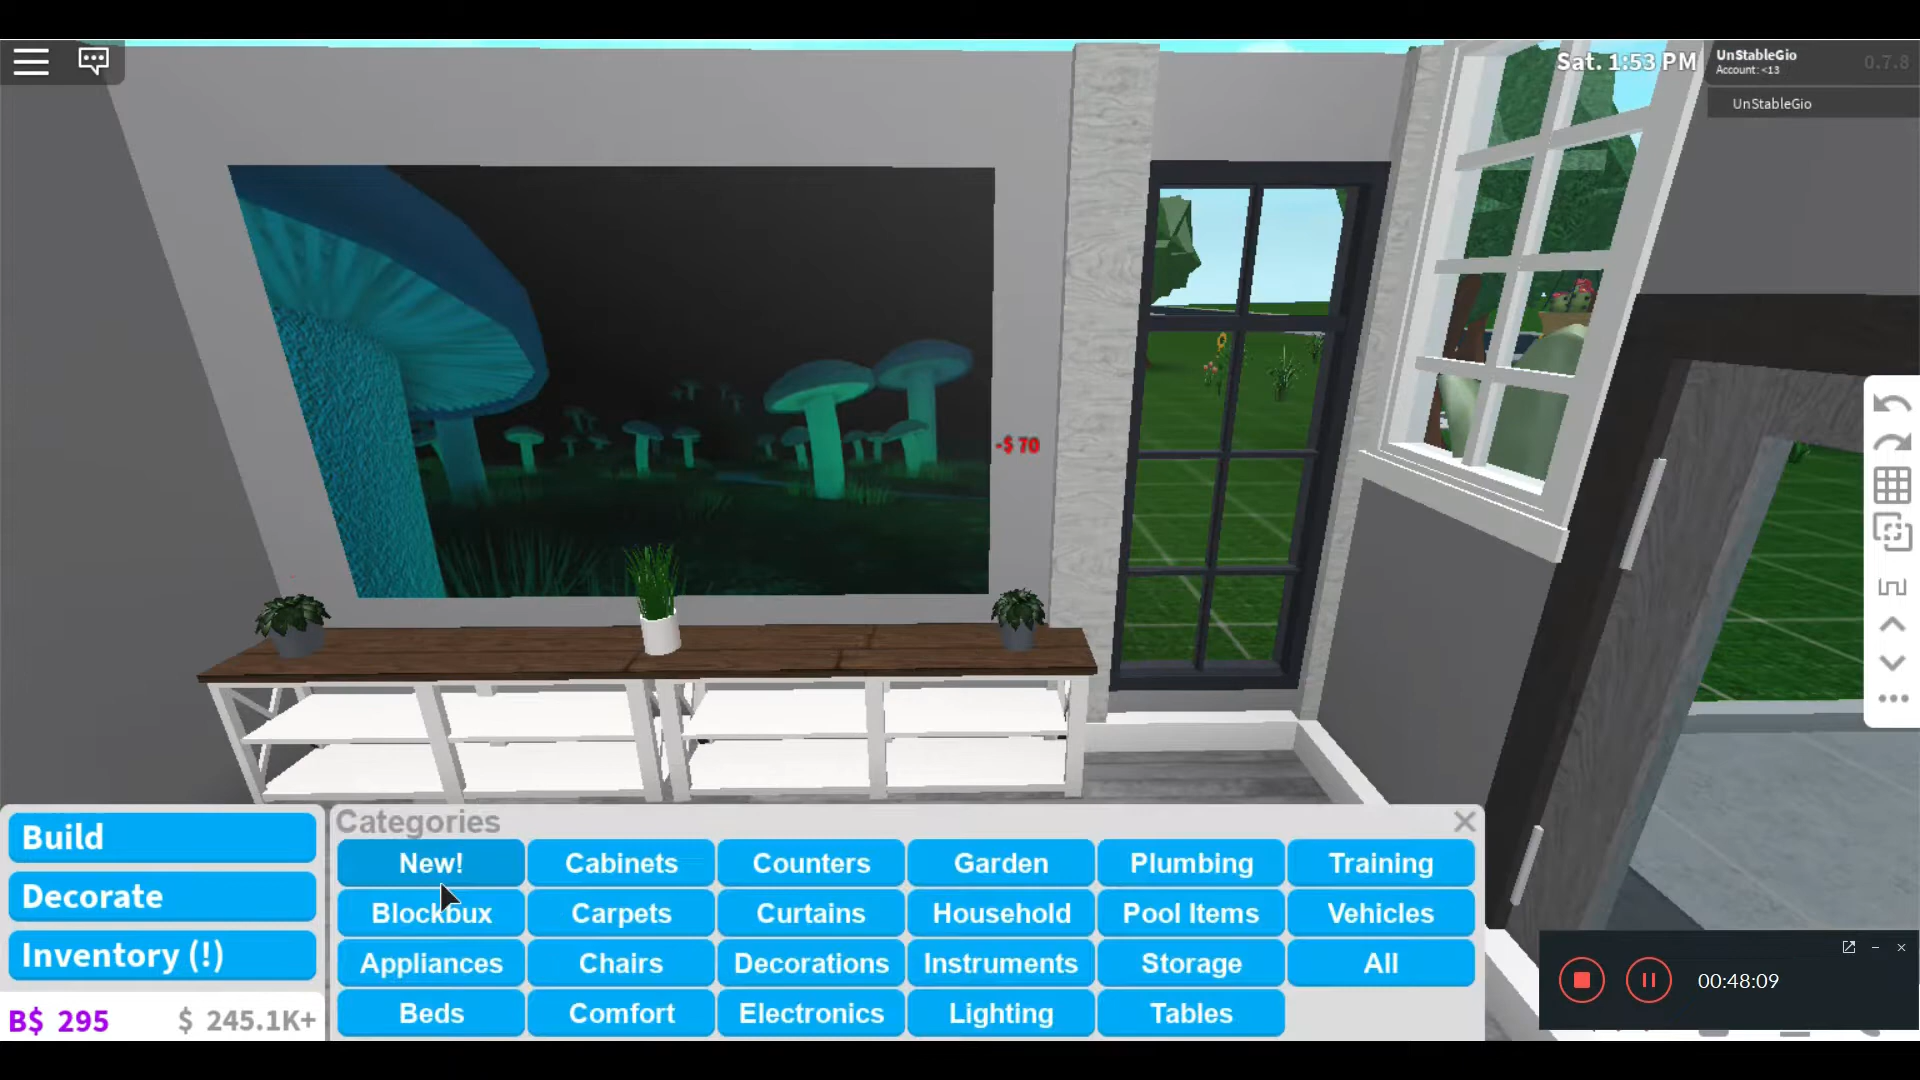 Sat. 1:53 PM
UnStableGio
Account: <13
0.7.8
UnStableGio
-$ 70
Build
Decorate
Inventory (!)
B$ 295
$ 245.1K+
Categories
New!
Cabinets
Counters
Garden
Plumbing
Training
Blockbux
Carpets
Curtains
Household
Pool Items
Vehicles
Appliances
Chairs
Decorations
Instruments
Storage
All
Beds
Comfort
Electronics
Lighting
Tables
00:48:09